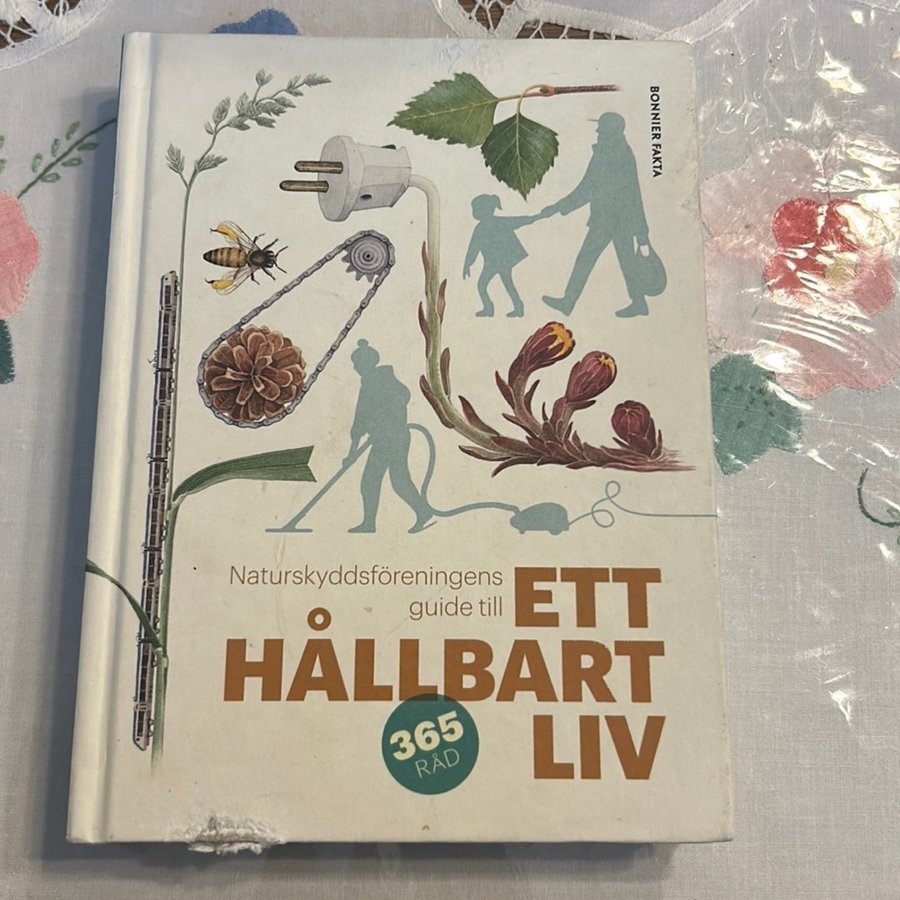 BONNIER FAKTA
Naturskyddsföreningens
guide till ETT
HÅLLBART
LIV
365
RÅD